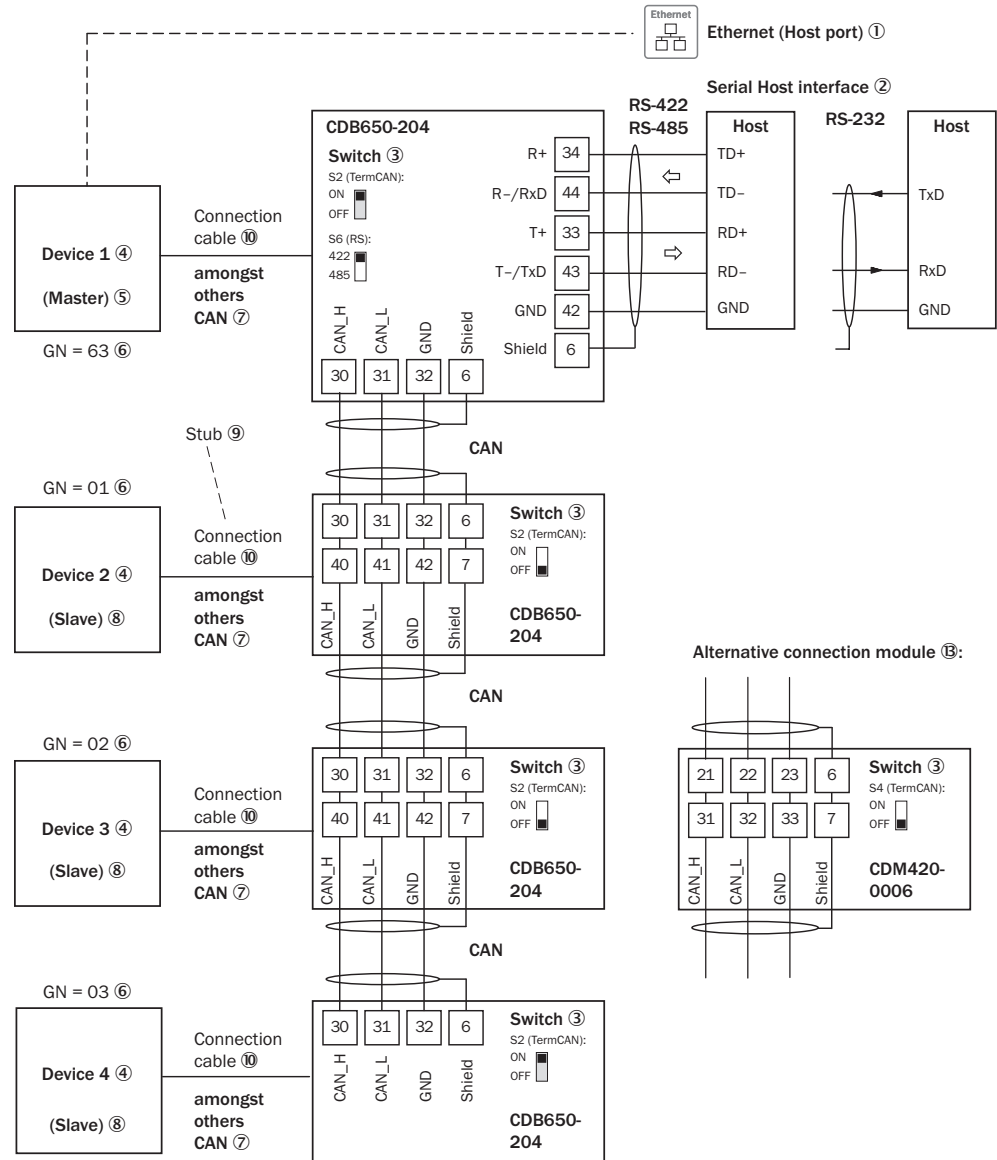 Ethernet
Ethernet (Host port) ①
Serial Host interface ②
RS-422
RS-485
Host
RS-232
Host
CDB650-204
Switch ③
S2 (TermCAN):
ON
OFF
S6 (RS):
422
485
R+ 34 TD+
R–/RxD 44 TD–
T+ 33 RD+
T–/TxD 43 RD–
GND 42 GND
Shield 6
TxD
RxD
GND
Device 1 ④
(Master) ⑤
GN = 63 ⑥
Connection
cable ⑩
amongst
others
CAN ⑦
CAN_H CAN_L GND Shield
30 31 32 6
CAN
Stub ⑨
GN = 01 ⑥
Device 2 ④
(Slave) ⑧
Connection
cable ⑩
amongst
others
CAN ⑦
30 31 32 6
40 41 42 7
CAN_H CAN_L GND Shield
Switch ③
S2 (TermCAN):
ON
OFF
CDB650-
204
CAN
GN = 02 ⑥
Device 3 ④
(Slave) ⑧
Connection
cable ⑩
amongst
others
CAN ⑦
30 31 32 6
40 41 42 7
CAN_H CAN_L GND Shield
Switch ③
S2 (TermCAN):
ON
OFF
CDB650-
204
CAN
GN = 03 ⑥
Device 4 ④
(Slave) ⑧
Connection
cable ⑩
amongst
others
CAN ⑦
30 31 32 6
CAN_H CAN_L GND Shield
Switch ③
S2 (TermCAN):
ON
OFF
CDB650-
204
Alternative connection module ⑬:
21 22 23 6
31 32 33 7
CAN_H CAN_L GND Shield
Switch ③
S4 (TermCAN):
ON
OFF
CDM420-
0006